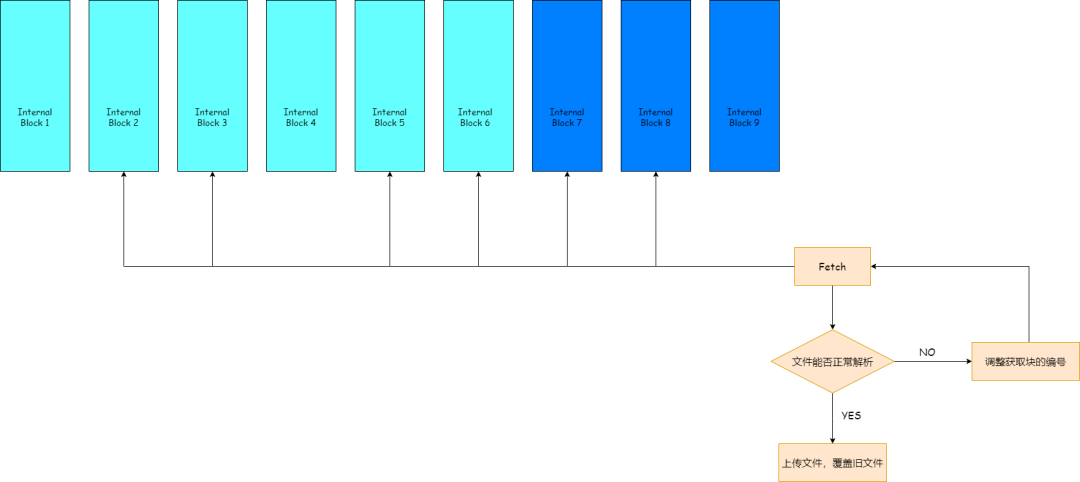 Internal
Block 1
Internal
Block 2
Internal
Block 3
Internal
Block 4
Internal
Block 5
Internal
Block 6
Internal
Block 7
Internal
Block 8
Internal
Block 9
Fetch
文件能否正常解析
NO
调整获取块的编号
YES
上传文件，覆盖旧文件